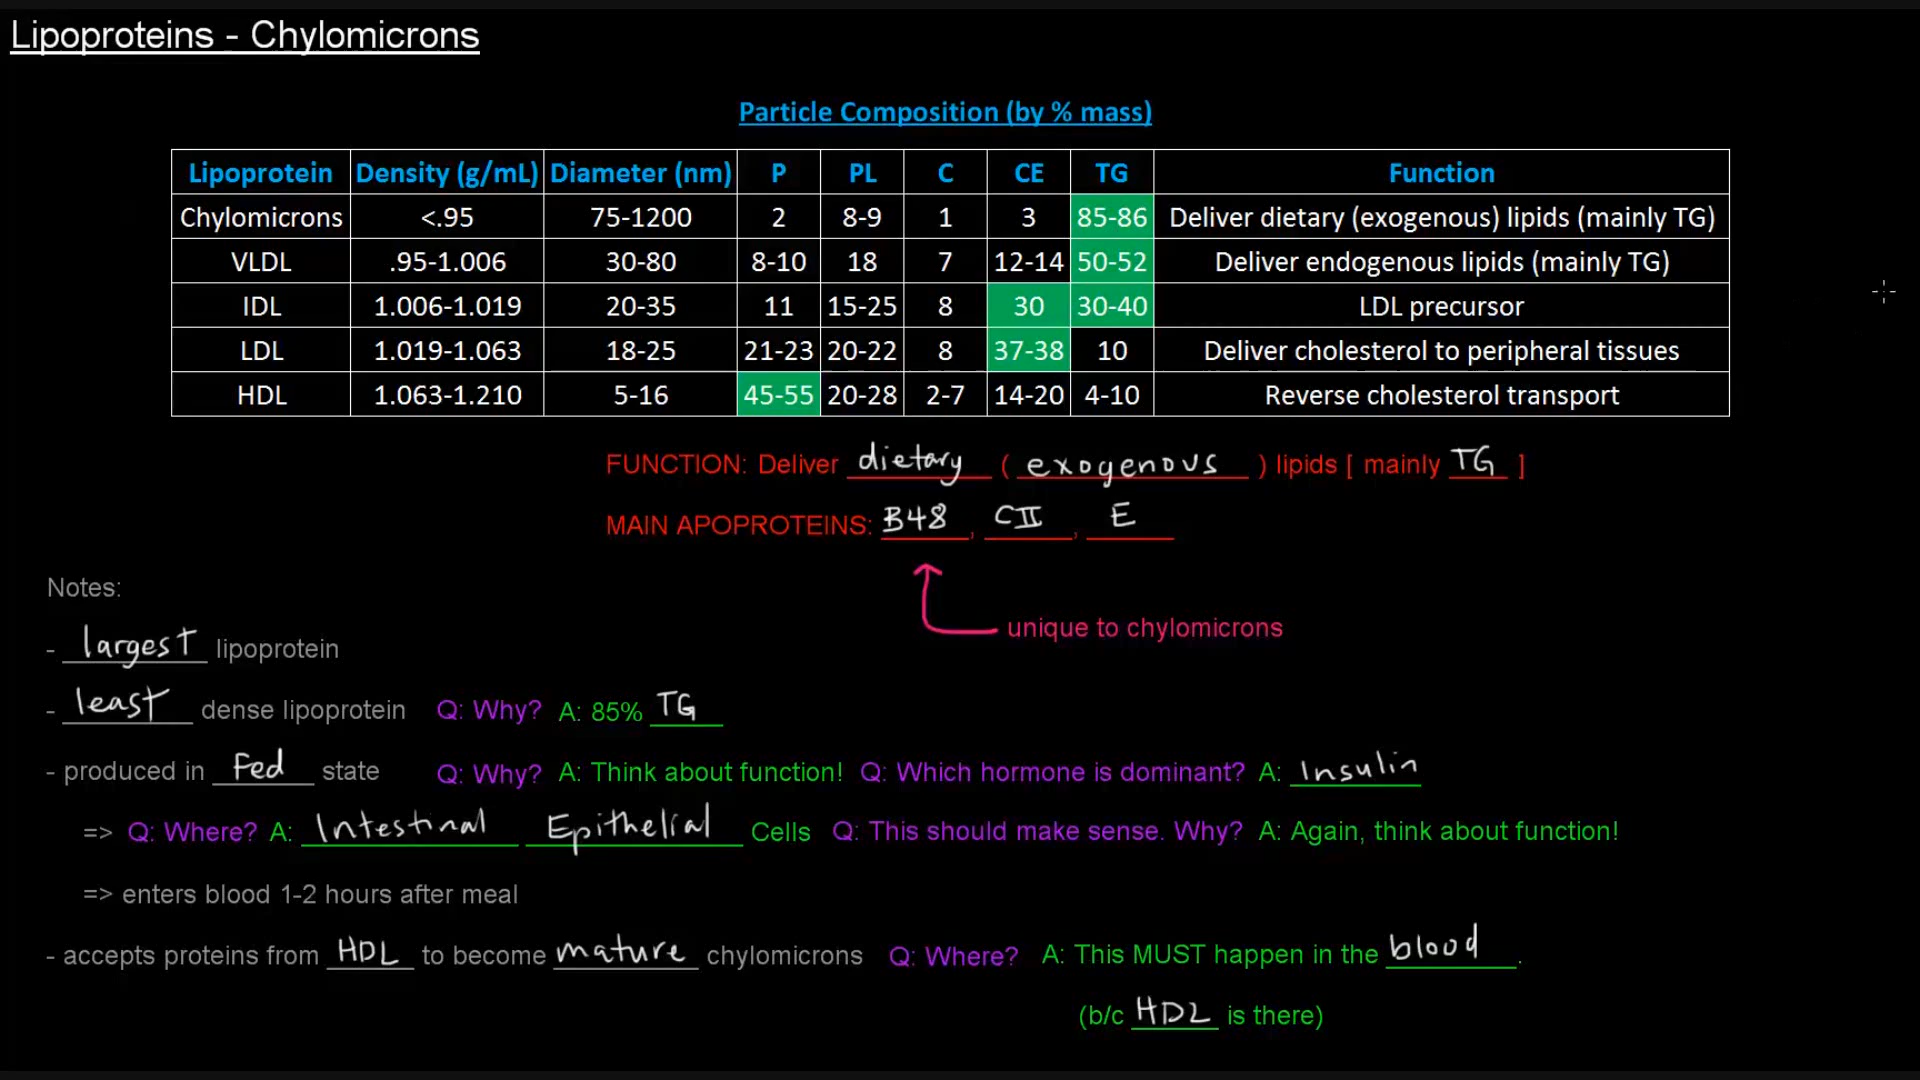 Lipoproteins - Chylomicrons
Particle Composition (by % mass)
Lipoprotein Density (g/mL) Diameter (nm) P PL C CE TG Function
Chylomicrons <.95 75-1200 2 8-9 1 3 85-86 Deliver dietary (exogenous) lipids (mainly TG)
VLDL .95-1.006 30-80 8-10 18 7 12-14 50-52 Deliver endogenous lipids (mainly TG)
IDL 1.006-1.019 20-35 11 15-25 8 30 30-40 LDL precursor
LDL 1.019-1.063 18-25 21-23 20-22 8 37-38 10 Deliver cholesterol to peripheral tissues
HDL 1.063-1.210 5-16 45-55 20-28 2-7 14-20 4-10 Reverse cholesterol transport
FUNCTION: Deliver dietary ( exogenous ) lipids [ mainly TG ]
MAIN APOPROTEINS: B48, CII, E
unique to chylomicrons
Notes:
- largest lipoprotein
- least dense lipoprotein Q: Why? A: 85% TG
- produced in Fed state Q: Why? A: Think about function! Q: Which hormone is dominant? A: Insulin
=> Q: Where? A: Intestinal Epithelial Cells Q: This should make sense. Why? A: Again, think about function!
=> enters blood 1-2 hours after meal
- accepts proteins from HDL to become mature chylomicrons Q: Where? A: This MUST happen in the blood.
(b/c HDL is there)